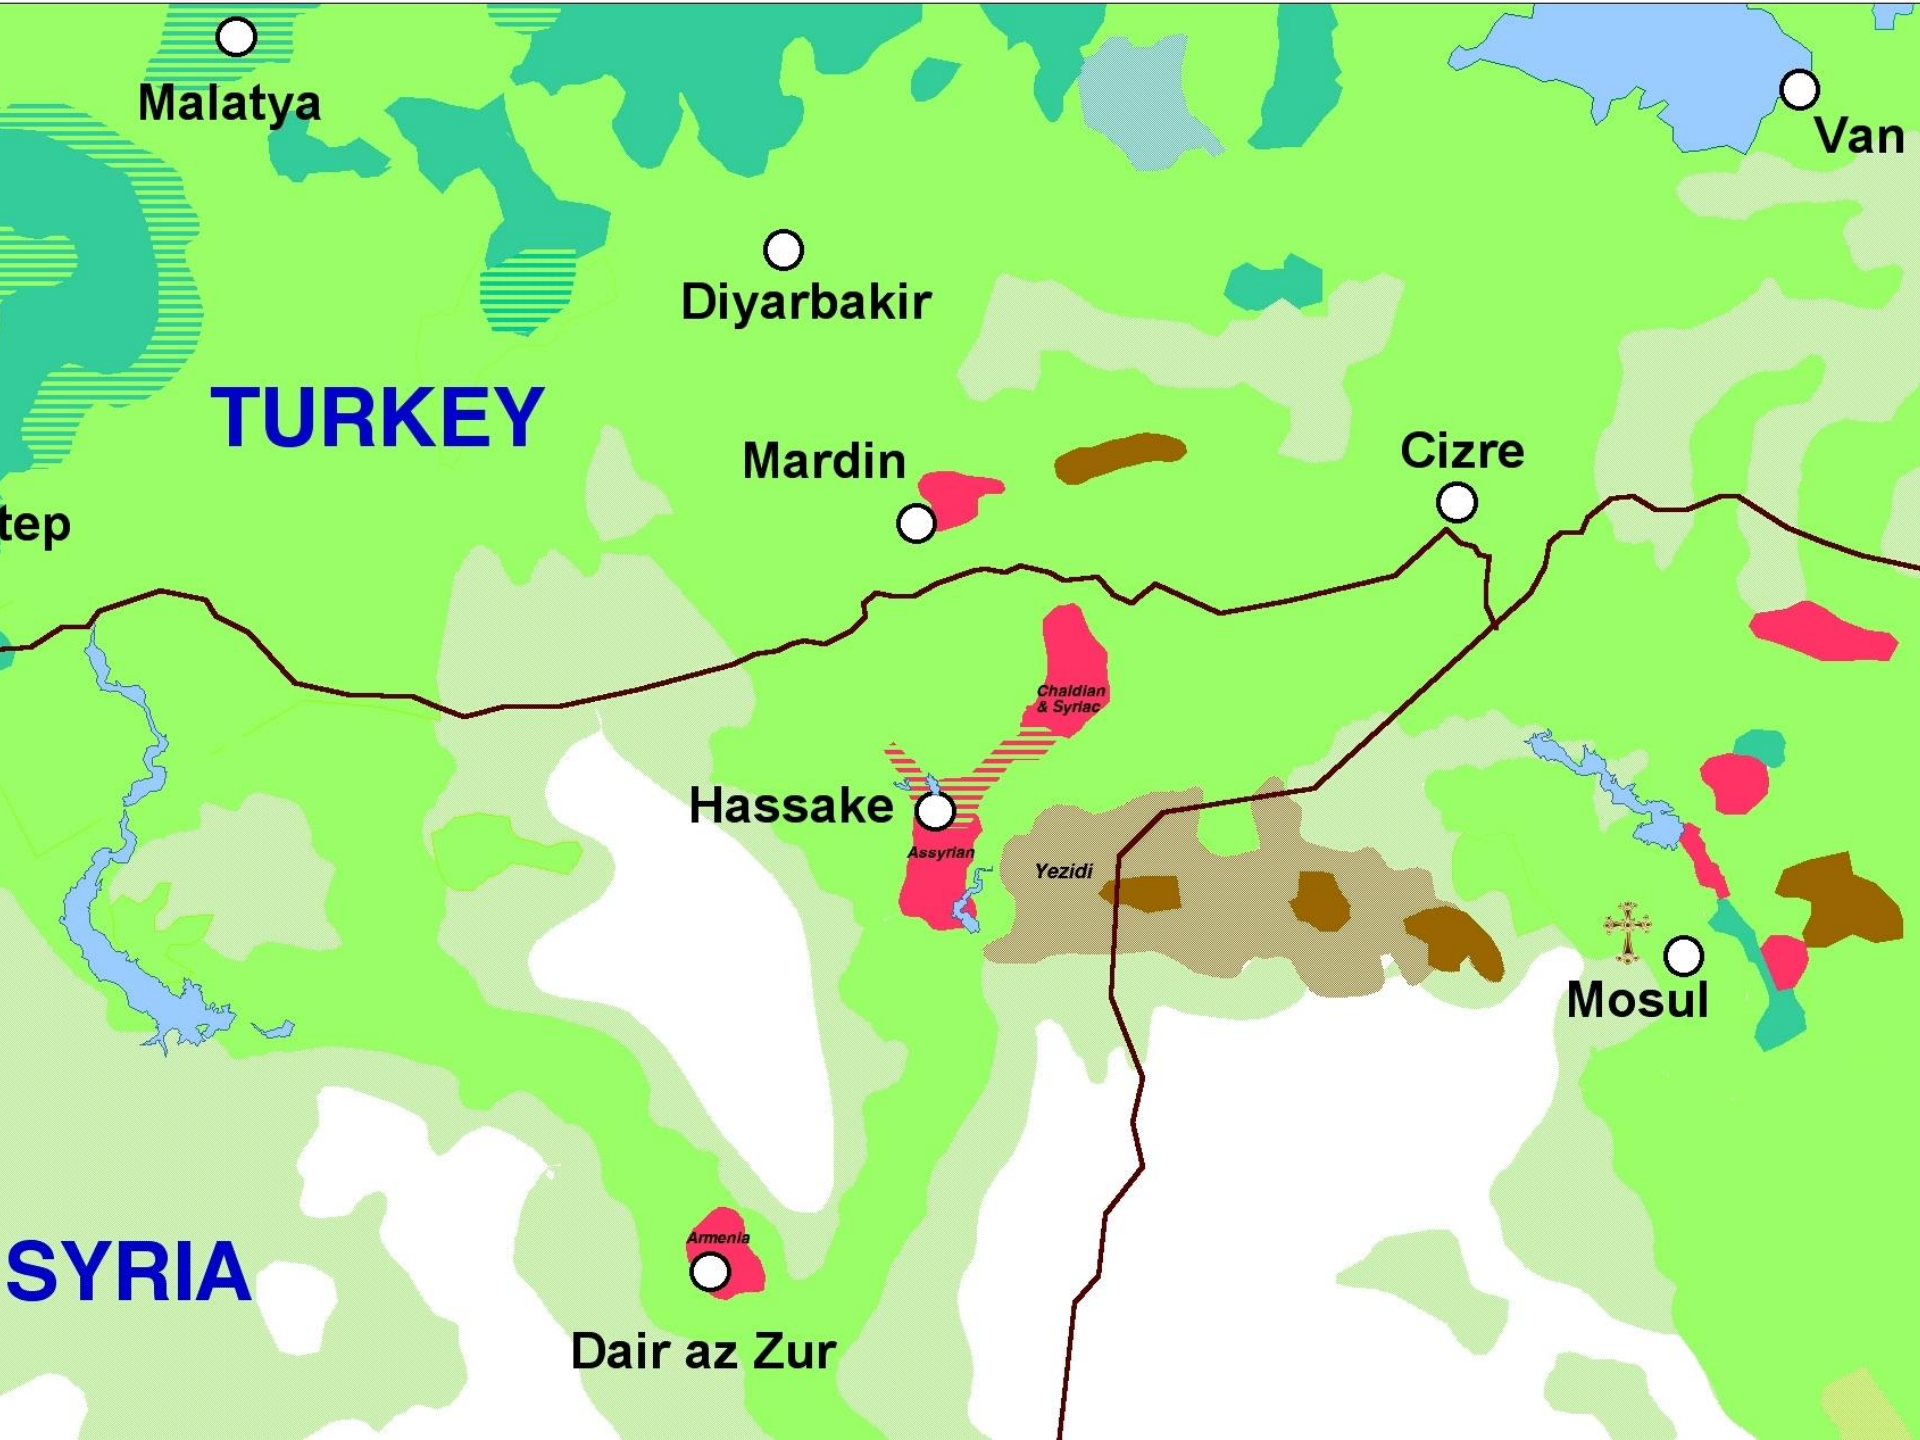 Malatya
Van
Diyarbakir
TURKEY
Mardin
Cizre
tep
Chaldian
& Syriac
Hassake
Assyrian
Yezidi
Mosul
Armenia
SYRIA
Dair az Zur